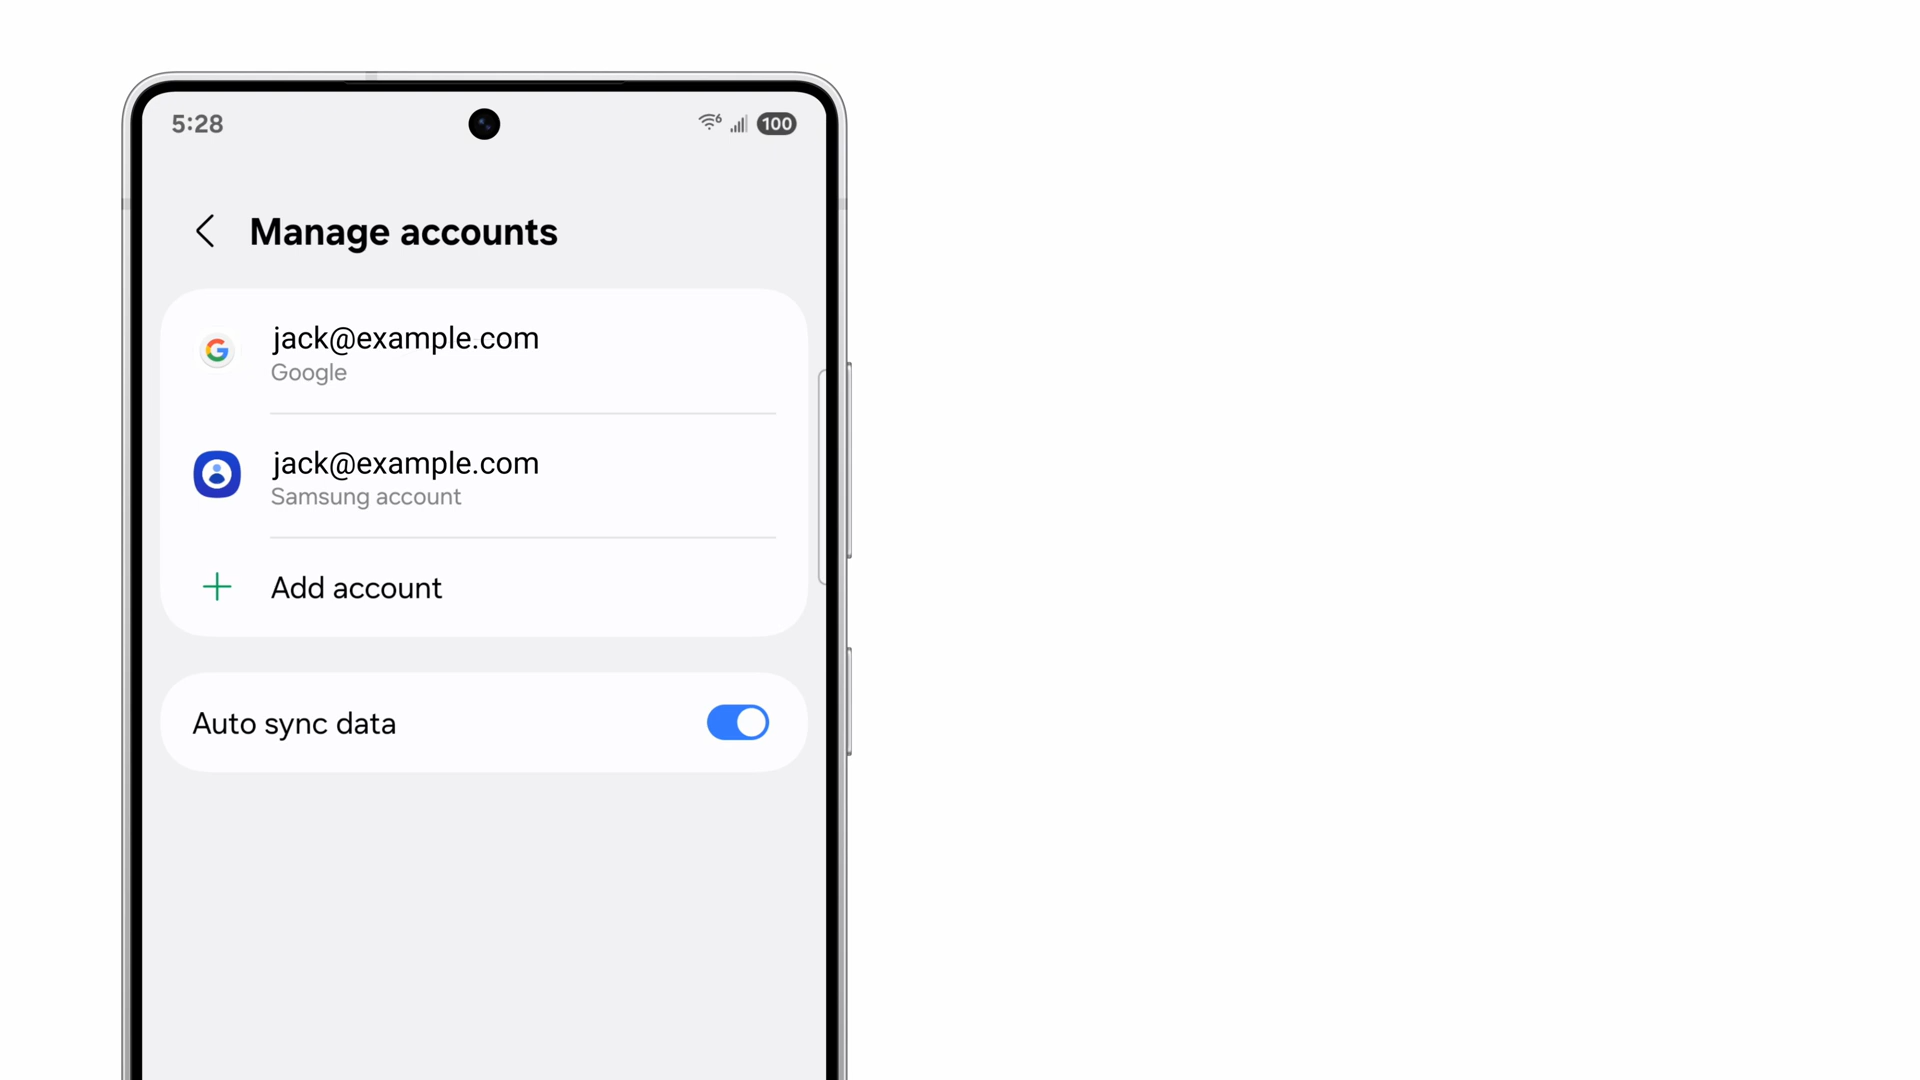 5:28
6
100
Manage accounts
jack@example.com
Google
jack@example.com
Samsung account
Add account
Auto sync data